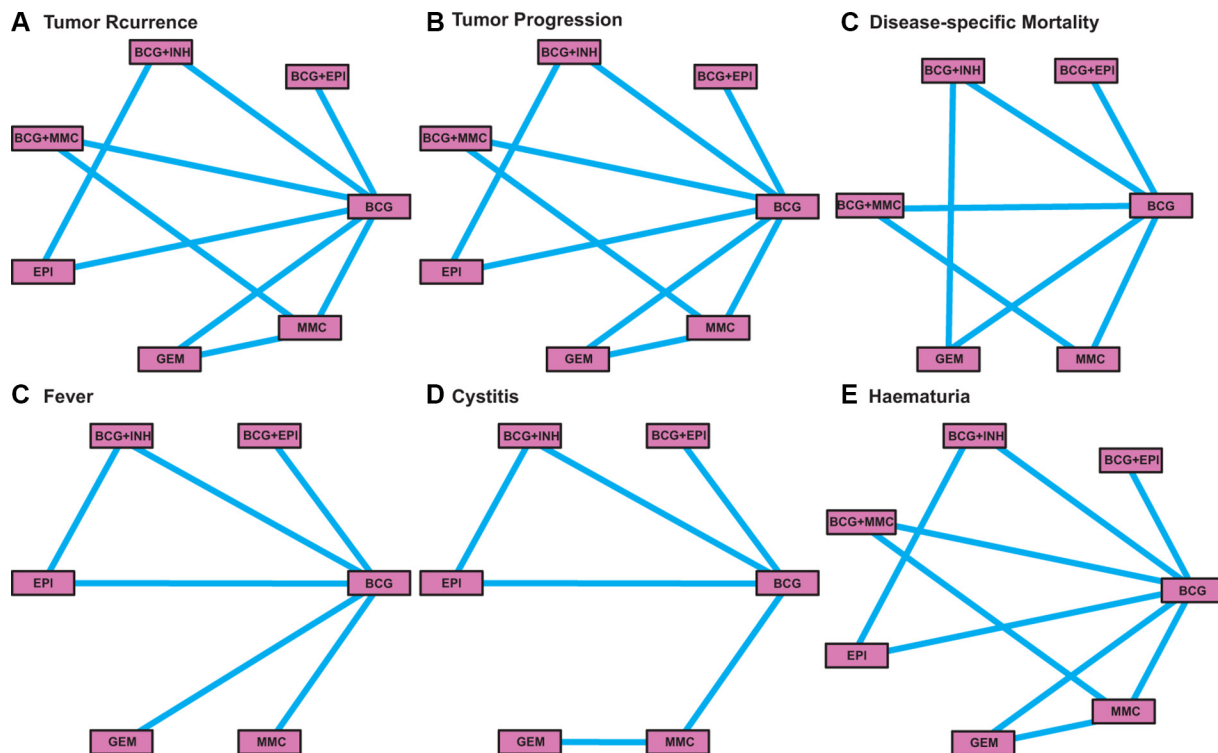 A Tumor Rcurrence
BCG+INH
BCG+EPI
BCG+MMC
BCG
EPI
MMC
GEM
B Tumor Progression
BCG+INH
BCG+EPI
BCG+MMC
BCG
EPI
MMC
GEM
C Disease-specific Mortality
BCG+INH
BCG+EPI
BCG+MMC
BCG
GEM
MMC
C Fever
BCG+INH
BCG+EPI
EPI
BCG
GEM
MMC
D Cystitis
BCG+INH
BCG+EPI
EPI
BCG
GEM
MMC
E Haematuria
BCG+INH
BCG+EPI
BCG+MMC
BCG
EPI
MMC
GEM